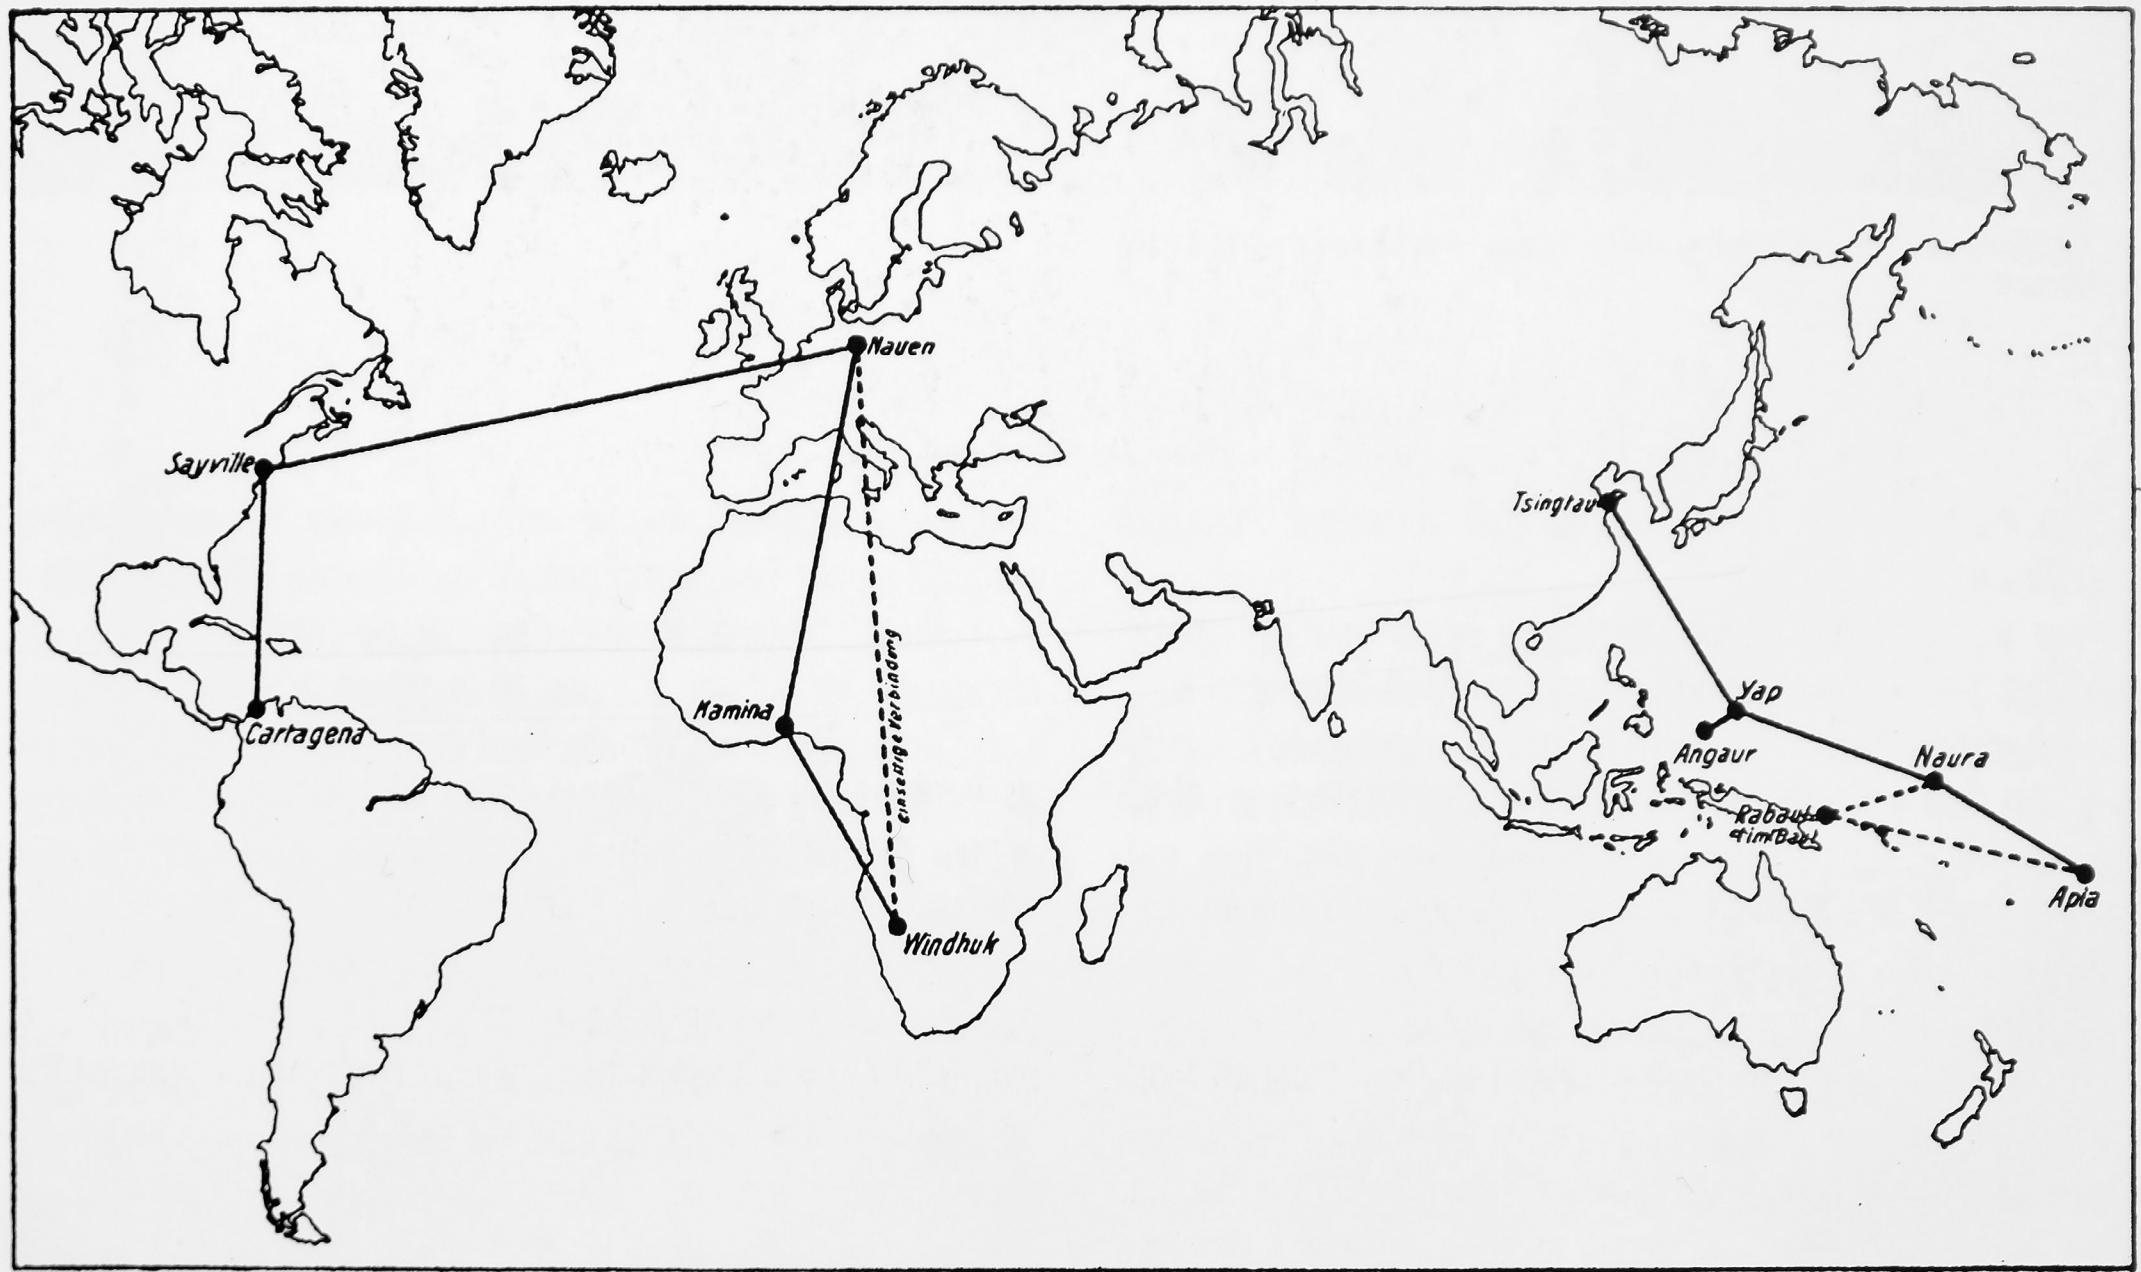 Nauen
Sayville
Tsingtau
einseitige Verbindung
Yap
Kamina
Cartagena
Angaur
Naura
Rabaul
Apia
Windhuk